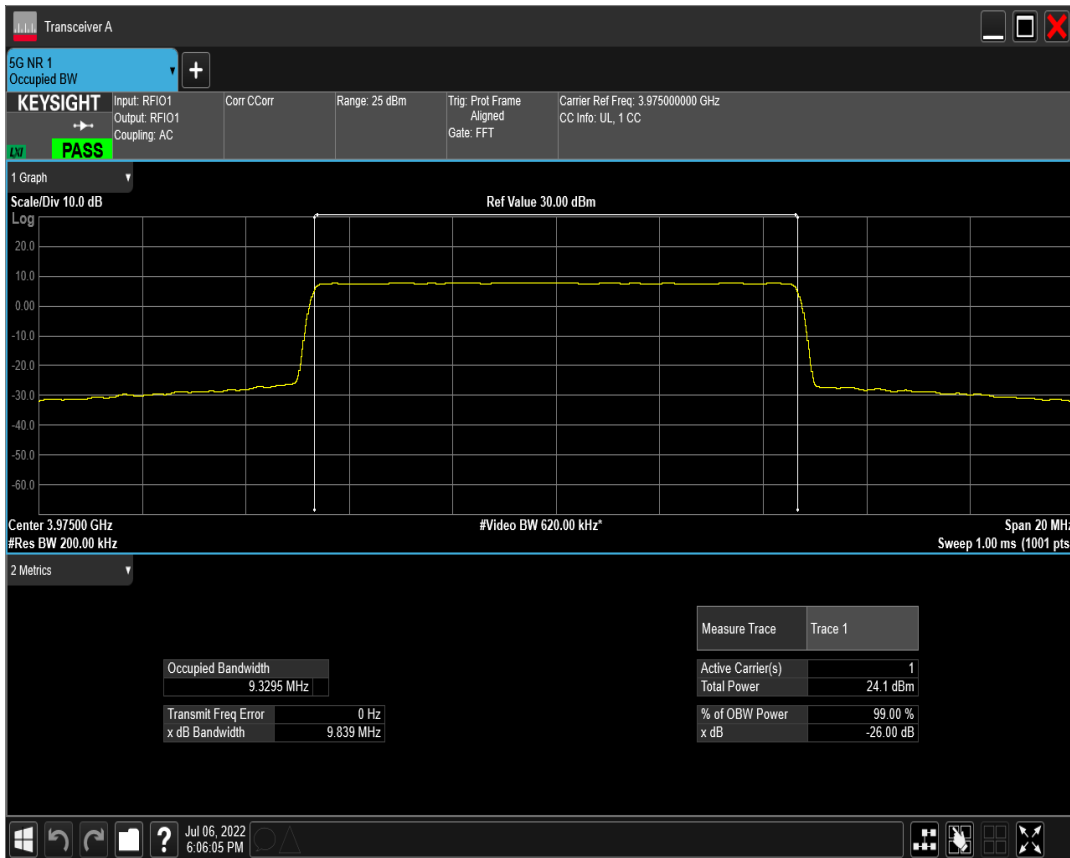 Transceiver A
5G NR 1
Occupied BW
KEYSIGHT
LXI
PASS
Input: RFIO1
Output: RFIO1
Coupling: AC
Corr CCorr
Range: 25 dBm
Trig: Prot Frame
Aligned
Gate: FFT
Carrier Ref Freq: 3.975000000 GHz
CC Info: UL, 1 CC
1 Graph
Scale/Div 10.0 dB
Ref Value 30.00 dBm
Log
20.0
10.0
0.00
-10.0
-20.0
-30.0
-40.0
-50.0
-60.0
Center 3.97500 GHz
#Video BW 620.00 kHz*
Span 20 MHz
#Res BW 200.00 kHz
Sweep 1.00 ms (1001 pts
2 Metrics
Measure Trace Trace 1
Occupied Bandwidth
9.3295 MHz
Active Carrier(s) 1
Total Power 24.1 dBm
Transmit Freq Error 0 Hz
x dB Bandwidth 9.839 MHz
% of OBW Power 99.00 %
x dB -26.00 dB
?
Jul 06, 2022
6:06:05 PM